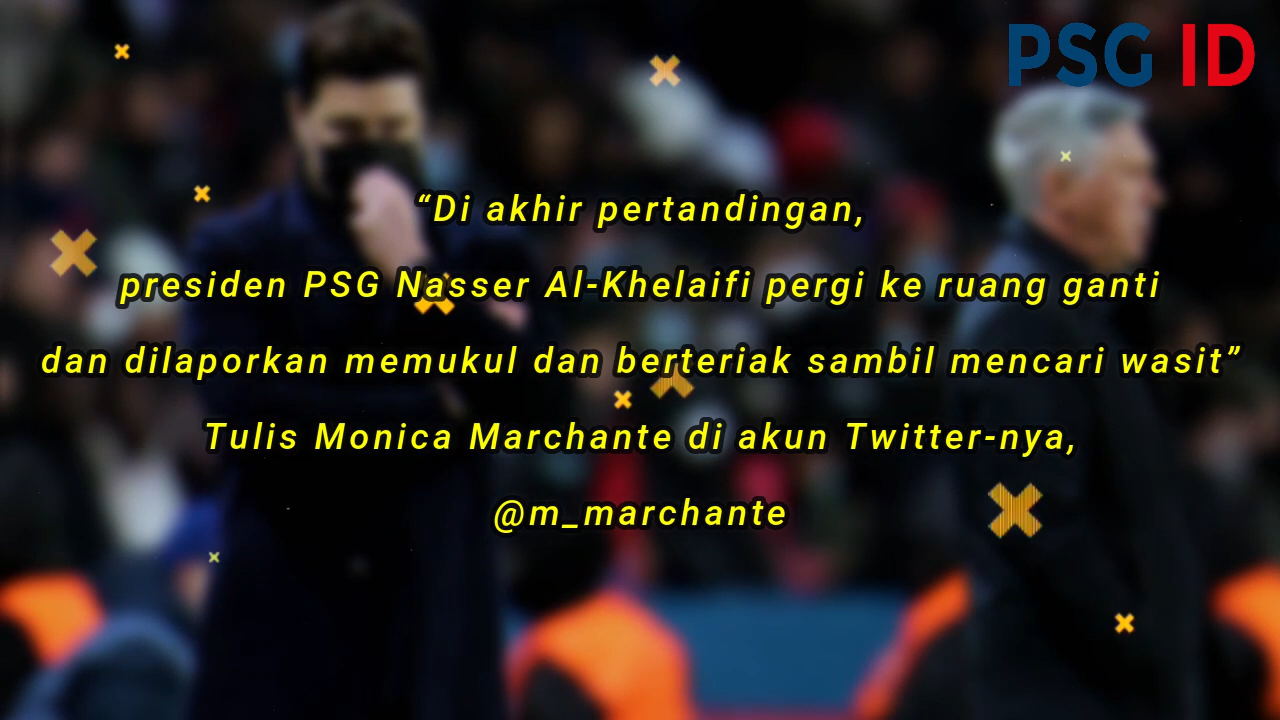 PSG ID
“Di akhir pertandingan,
presiden PSG Nasser Al-Khelaifi pergi ke ruang ganti
dan dilaporkan memukul dan berteriak sambil mencari wasit”
Tulis Monica Marchante di akun Twitter-nya,
@m_marchante